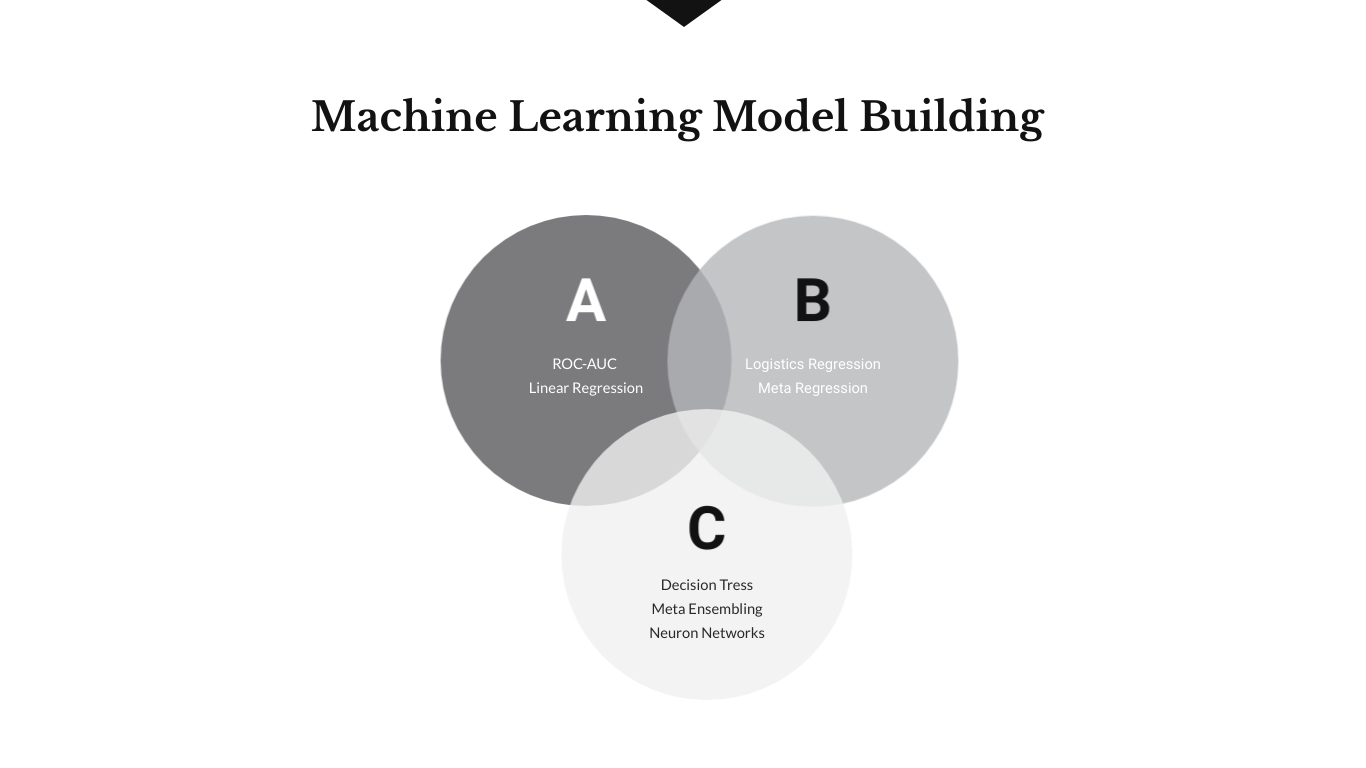 Machine Learning Model Building
A
ROC-AUC
Linear Regression
B
Logistics Regression
Meta Regression
C
Decision Tress
Meta Ensembling
Neuron Networks